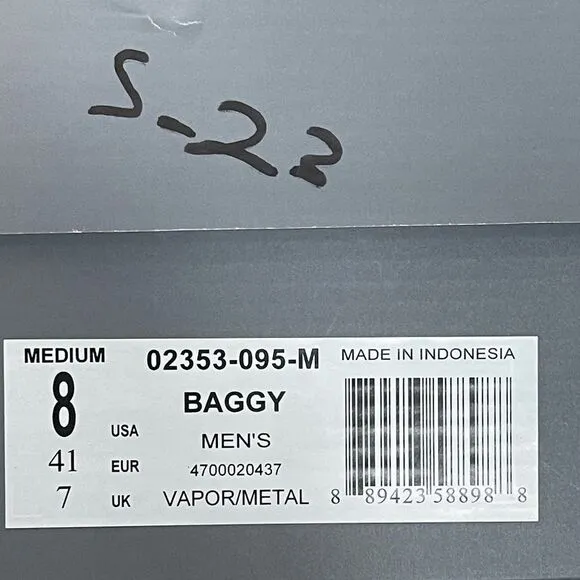 S-23
MEDIUM
02353-095-M
MADE IN INDONESIA
8 USA
BAGGY
41 EUR
MEN'S
4700020437
7 UK
VAPOR/METAL
8 89423 58898 8